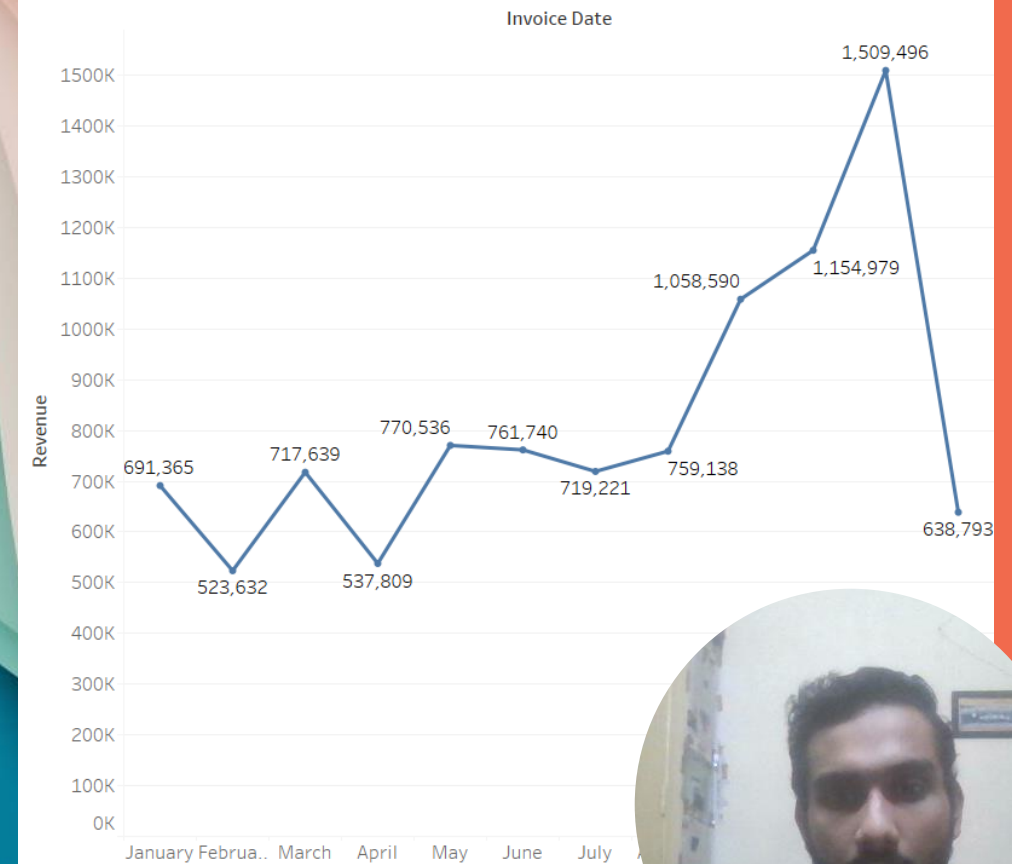 Invoice Date
1,509,496
1500K
1400K
1300K
1200K
1,154,979
1100K
1,058,590
1000K
900K
Revenue
800K
770,536 761,740
759,138
717,639
719,221
691,365
700K
638,793
600K
537,809
523,632
500K
400K
300K
200K
100K
0K
January Februa.. March April May June July